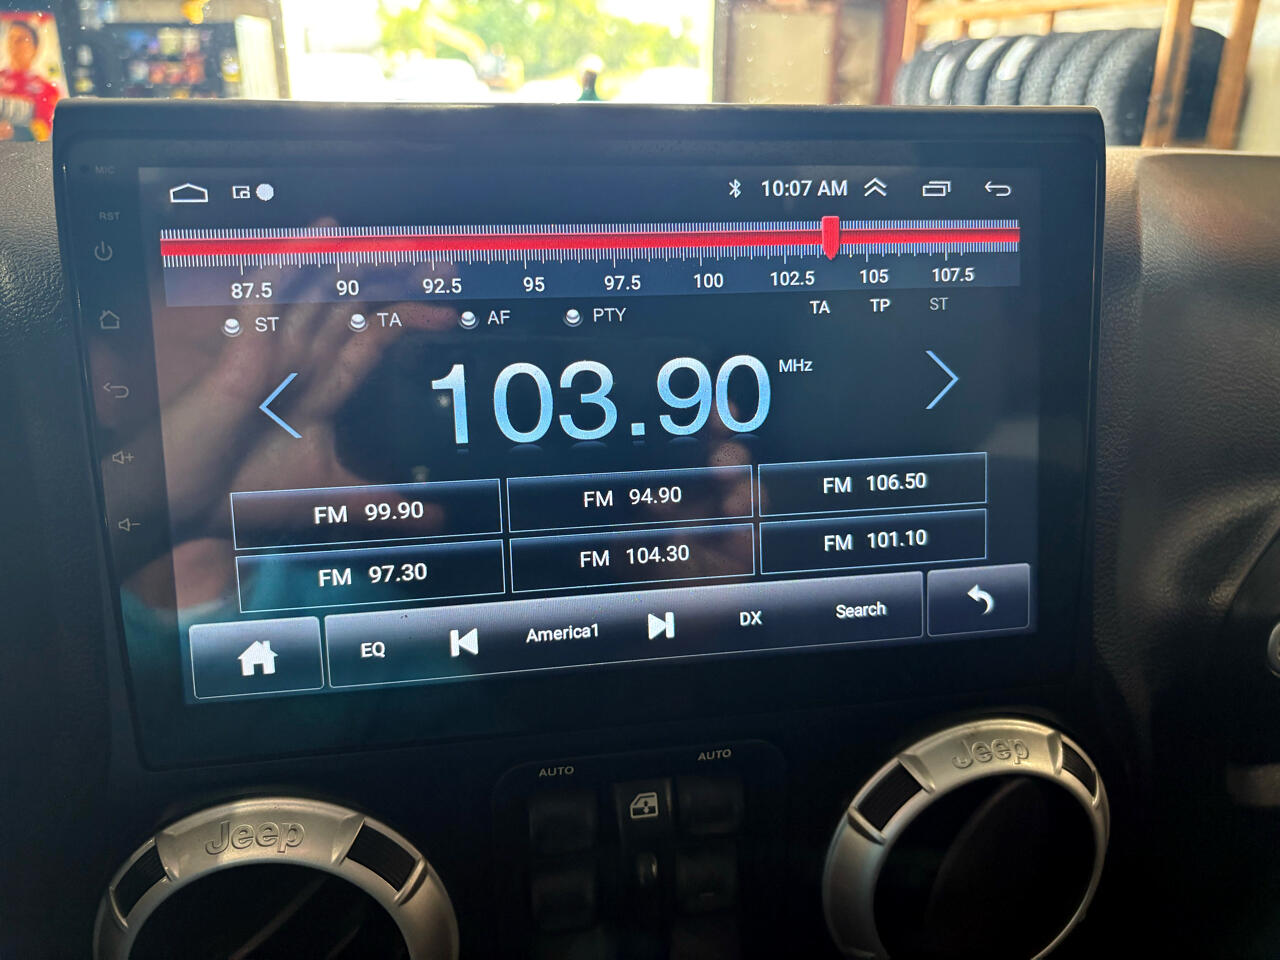 MIC
10:07 AM
RST
87.5 90 92.5 95 97.5 100 102.5 105 107.5
ST TA AF PTY TA TP ST
103.90 MHz
FM 99.90 FM 94.90 FM 106.50
FM 97.30 FM 104.30 FM 101.10
EQ America1 DX Search
AUTO AUTO
Jeep Jeep